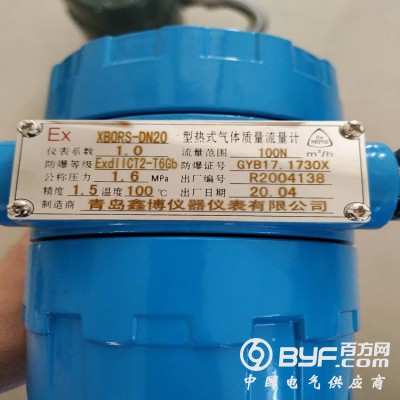 Ex XBQRS-DN20 型热式气体质量流量计
仪表系数 1.0 流量范围 100N m³/h
防爆等级 ExdIICT2-T6Gb 防爆证号 GYB17.1730X
公称压力 1.6 MPa 出厂编号 R2004138
精度 1.5 温度 100℃ 出厂日期 20.04
制造商 青岛鑫博仪器仪表有限公司
BYF 百方网
BYF.COM
中国电气供应商